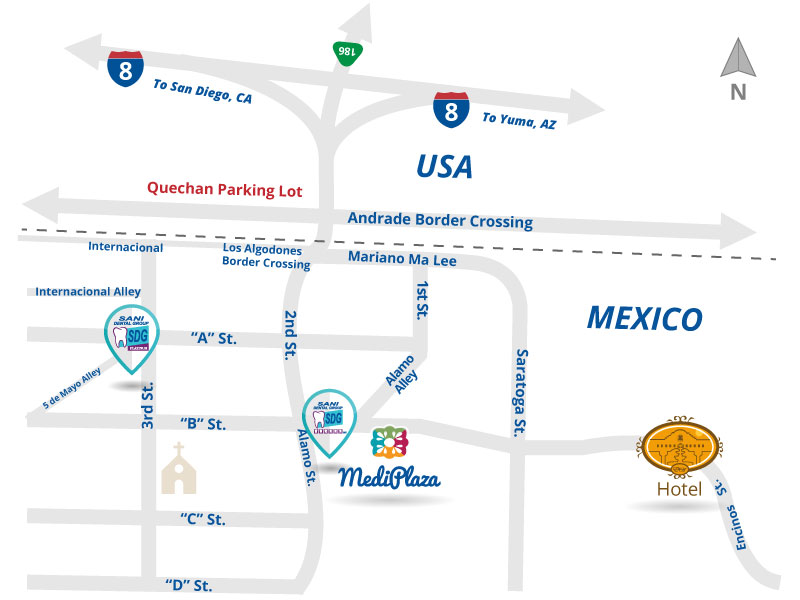 186
8
To San Diego, CA
8
To Yuma, AZ
N
USA
Quechan Parking Lot
Andrade Border Crossing
Internacional
Los Algodones
Border Crossing
Mariano Ma Lee
Internacional Alley
1st St.
2nd St.
MEXICO
SANI
DENTAL GROUP
SDG
PLATINUM
“A” St.
Alamo
Alley
Saratoga St.
5 de Mayo Alley
3rd St.
SANI
DENTAL GROUP
SDG
“B” St.
Alamo St.
MediPlaza
Hotel
Encinos St.
“C” St.
“D” St.